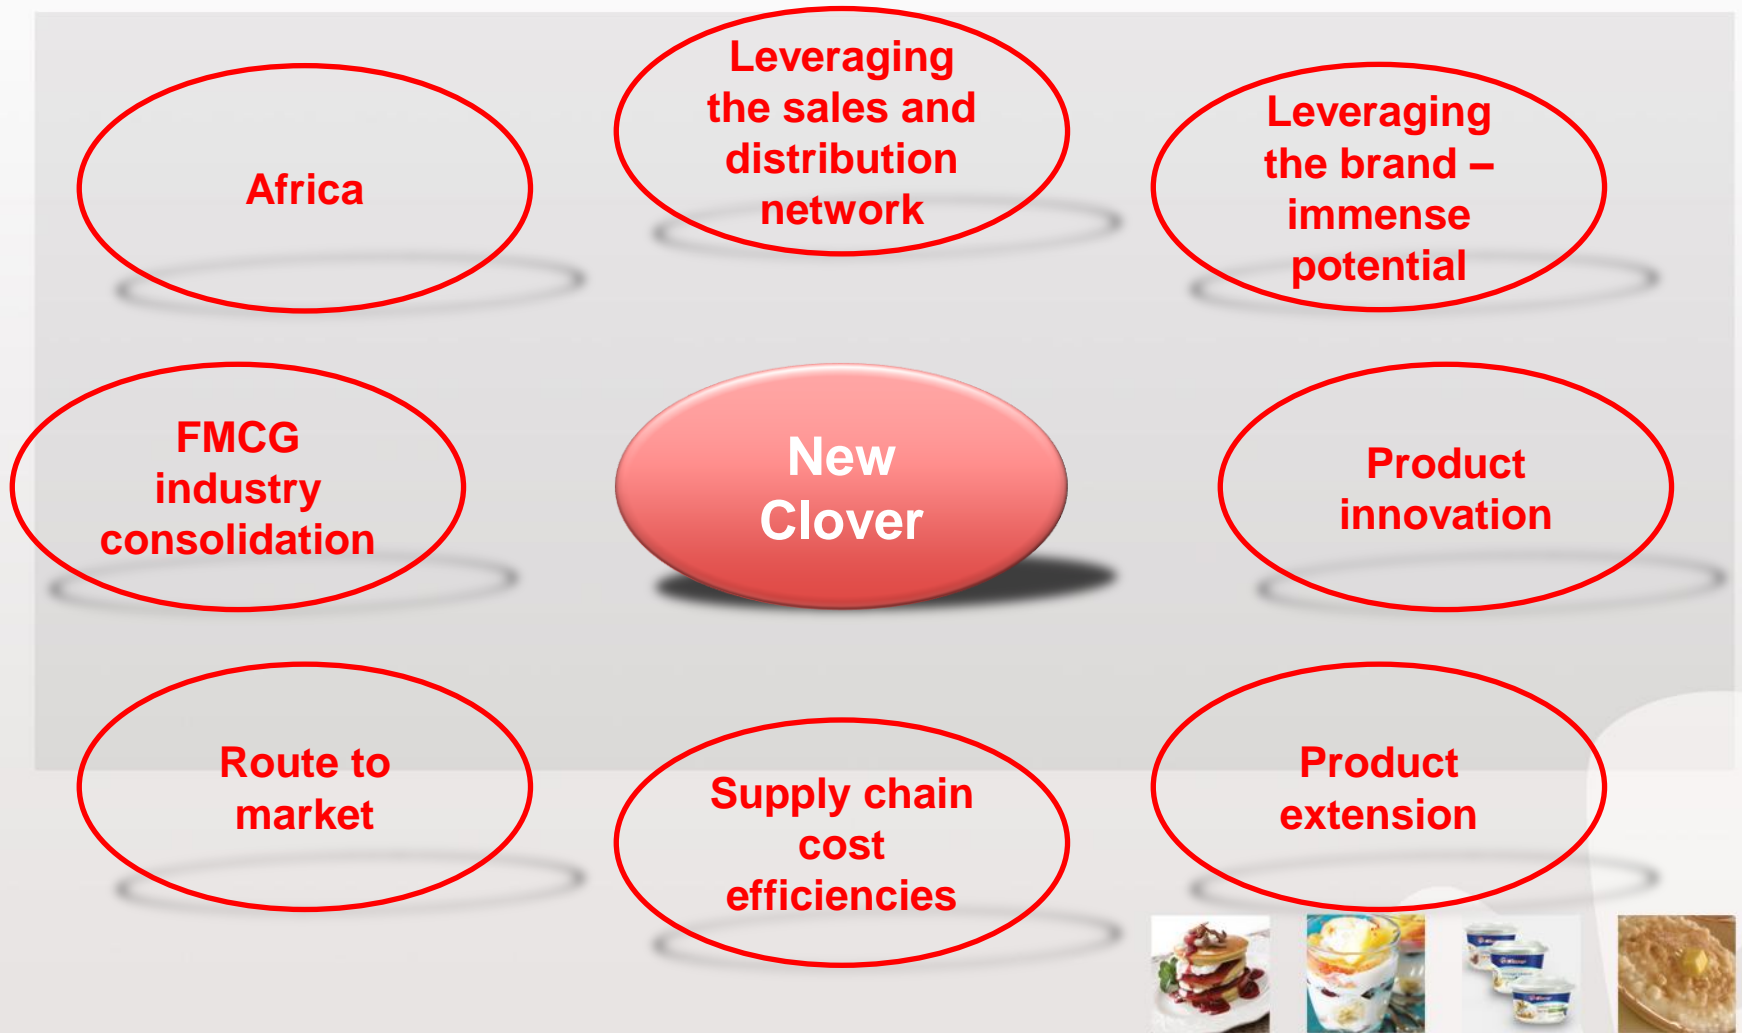 Leveraging
the sales and
distribution
network
Leveraging
the brand –
immense
potential
Africa
FMCG
industry
consolidation
New
Clover
Product
innovation
Route to
market
Supply chain
cost
efficiencies
Product
extension